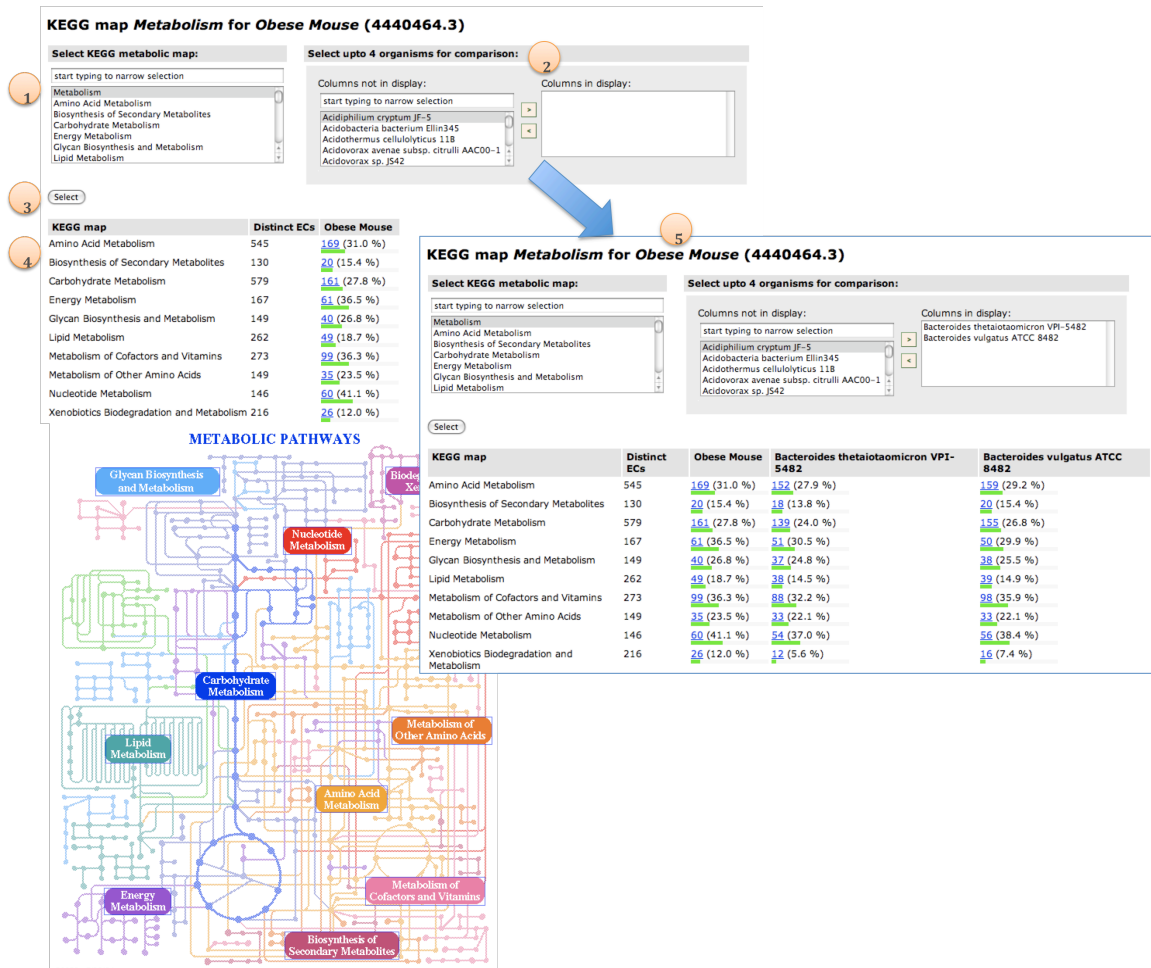 KEGG map Metabolism for Obese Mouse (4440464.3)
Select KEGG metabolic map:
Select upto 4 organisms for comparison:
1
2
start typing to narrow selection
Metabolism
Amino Acid Metabolism
Biosynthesis of Secondary Metabolites
Carbohydrate Metabolism
Energy Metabolism
Glycan Biosynthesis and Metabolism
Lipid Metabolism
Columns not in display:
start typing to narrow selection
Acidiphilium cryptum JF-5
Acidobacteria bacterium Ellin345
Acidothermus cellulolyticus 11B
Acidovorax avenae subsp. citrulli AAC00-1
Acidovorax sp. JS42
>
<
Columns in display:
3
Select
4
KEGG map Distinct ECs Obese Mouse
Amino Acid Metabolism 545 169 (31.0 %)
Biosynthesis of Secondary Metabolites 130 20 (15.4 %)
Carbohydrate Metabolism 579 161 (27.8 %)
Energy Metabolism 167 61 (36.5 %)
Glycan Biosynthesis and Metabolism 149 40 (26.8 %)
Lipid Metabolism 262 49 (18.7 %)
Metabolism of Cofactors and Vitamins 273 99 (36.3 %)
Metabolism of Other Amino Acids 149 35 (23.5 %)
Nucleotide Metabolism 146 60 (41.1 %)
Xenobiotics Biodegradation and Metabolism 216 26 (12.0 %)
5
KEGG map Metabolism for Obese Mouse (4440464.3)
Select KEGG metabolic map:
Select upto 4 organisms for comparison:
start typing to narrow selection
Metabolism
Amino Acid Metabolism
Biosynthesis of Secondary Metabolites
Carbohydrate Metabolism
Energy Metabolism
Glycan Biosynthesis and Metabolism
Lipid Metabolism
Columns not in display:
start typing to narrow selection
Acidiphilium cryptum JF-5
Acidobacteria bacterium Ellin345
Acidothermus cellulolyticus 11B
Acidovorax avenae subsp. citrulli AAC00-1
Acidovorax sp. JS42
>
<
Columns in display:
Bacteroides thetaiotaomicron VPI-5482
Bacteroides vulgatus ATCC 8482
Select
KEGG map Distinct Obese Mouse Bacteroides thetaiotaomicron VPI- Bacteroides vulgatus ATCC
ECs 5482 8482
Amino Acid Metabolism 545 169 (31.0 %) 152 (27.9 %) 159 (29.2 %)
Biosynthesis of Secondary Metabolites 130 20 (15.4 %) 18 (13.8 %) 20 (15.4 %)
Carbohydrate Metabolism 579 161 (27.8 %) 139 (24.0 %) 155 (26.8 %)
Energy Metabolism 167 61 (36.5 %) 51 (30.5 %) 50 (29.9 %)
Glycan Biosynthesis and Metabolism 149 40 (26.8 %) 37 (24.8 %) 38 (25.5 %)
Lipid Metabolism 262 49 (18.7 %) 38 (14.5 %) 39 (14.9 %)
Metabolism of Cofactors and Vitamins 273 99 (36.3 %) 88 (32.2 %) 98 (35.9 %)
Metabolism of Other Amino Acids 149 35 (23.5 %) 33 (22.1 %) 33 (22.1 %)
Nucleotide Metabolism 146 60 (41.1 %) 54 (37.0 %) 56 (38.4 %)
Xenobiotics Biodegradation and 216 26 (12.0 %) 12 (5.6 %) 16 (7.4 %)
Metabolism
METABOLIC PATHWAYS
Glycan Biosynthesis
and Metabolism
Nucleotide
Metabolism
Carbohydrate
Metabolism
Lipid
Metabolism
Metabolism of
Other Amino Acids
Amino Acid
Metabolism
Energy
Metabolism
Metabolism of
Cofactors and Vitamins
Biosynthesis of
Secondary Metabolites